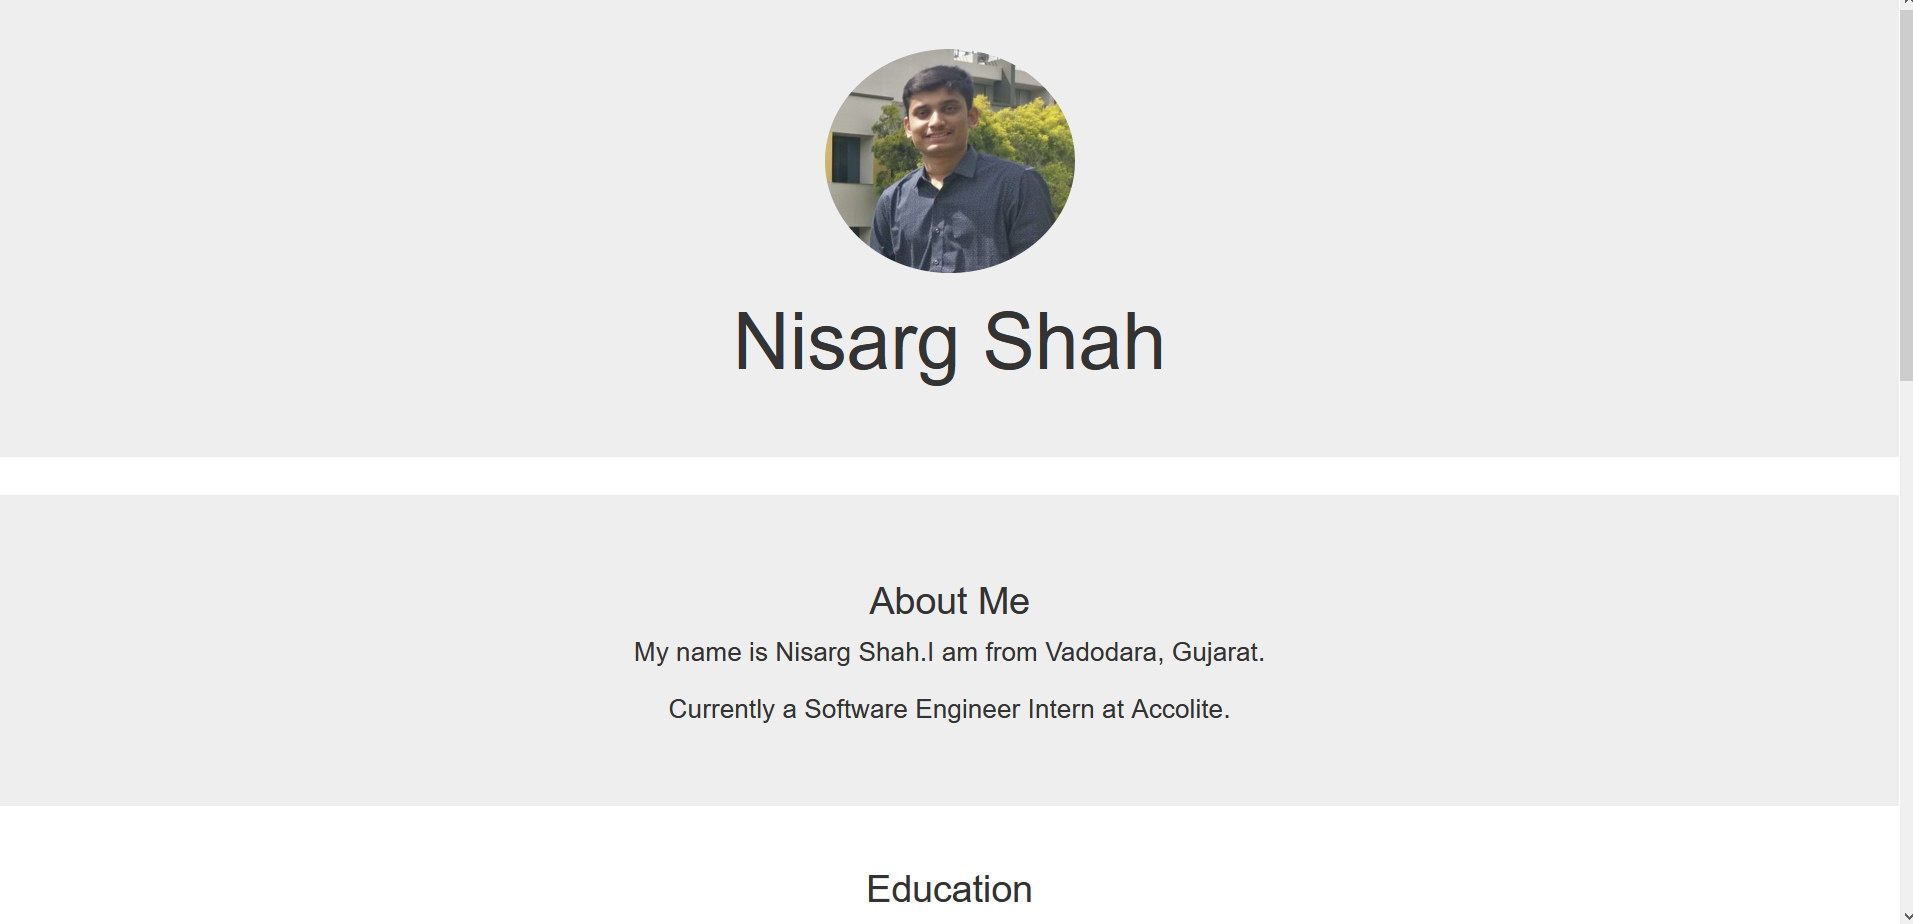 Nisarg Shah
About Me
My name is Nisarg Shah.I am from Vadodara, Gujarat.
Currently a Software Engineer Intern at Accolite.
Education